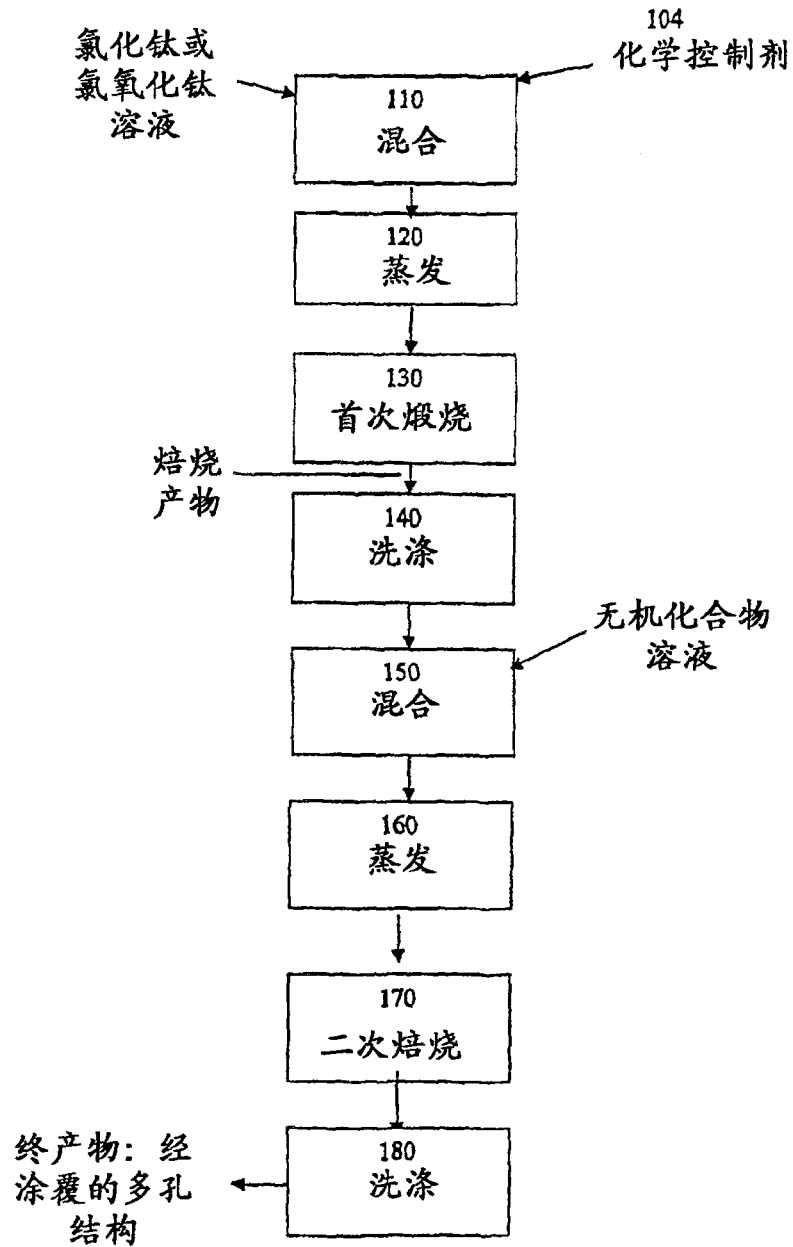 氯化钛或
氯氧化钛
溶液
104
化学控制剂
110
混合
120
蒸发
130
首次煅烧
焙烧
产物
140
洗涤
无机化合物
溶液
150
混合
160
蒸发
170
二次焙烧
180
洗涤
终产物：经
涂覆的多孔
结构